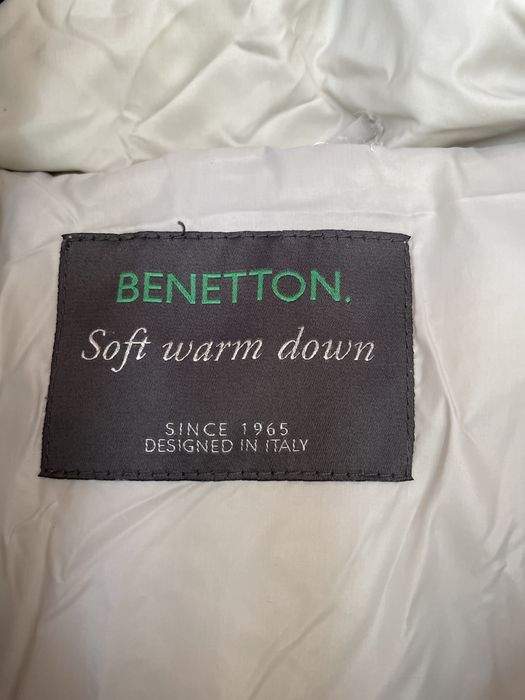 BENETTON.
Soft warm down
SINCE 1965
DESIGNED IN ITALY